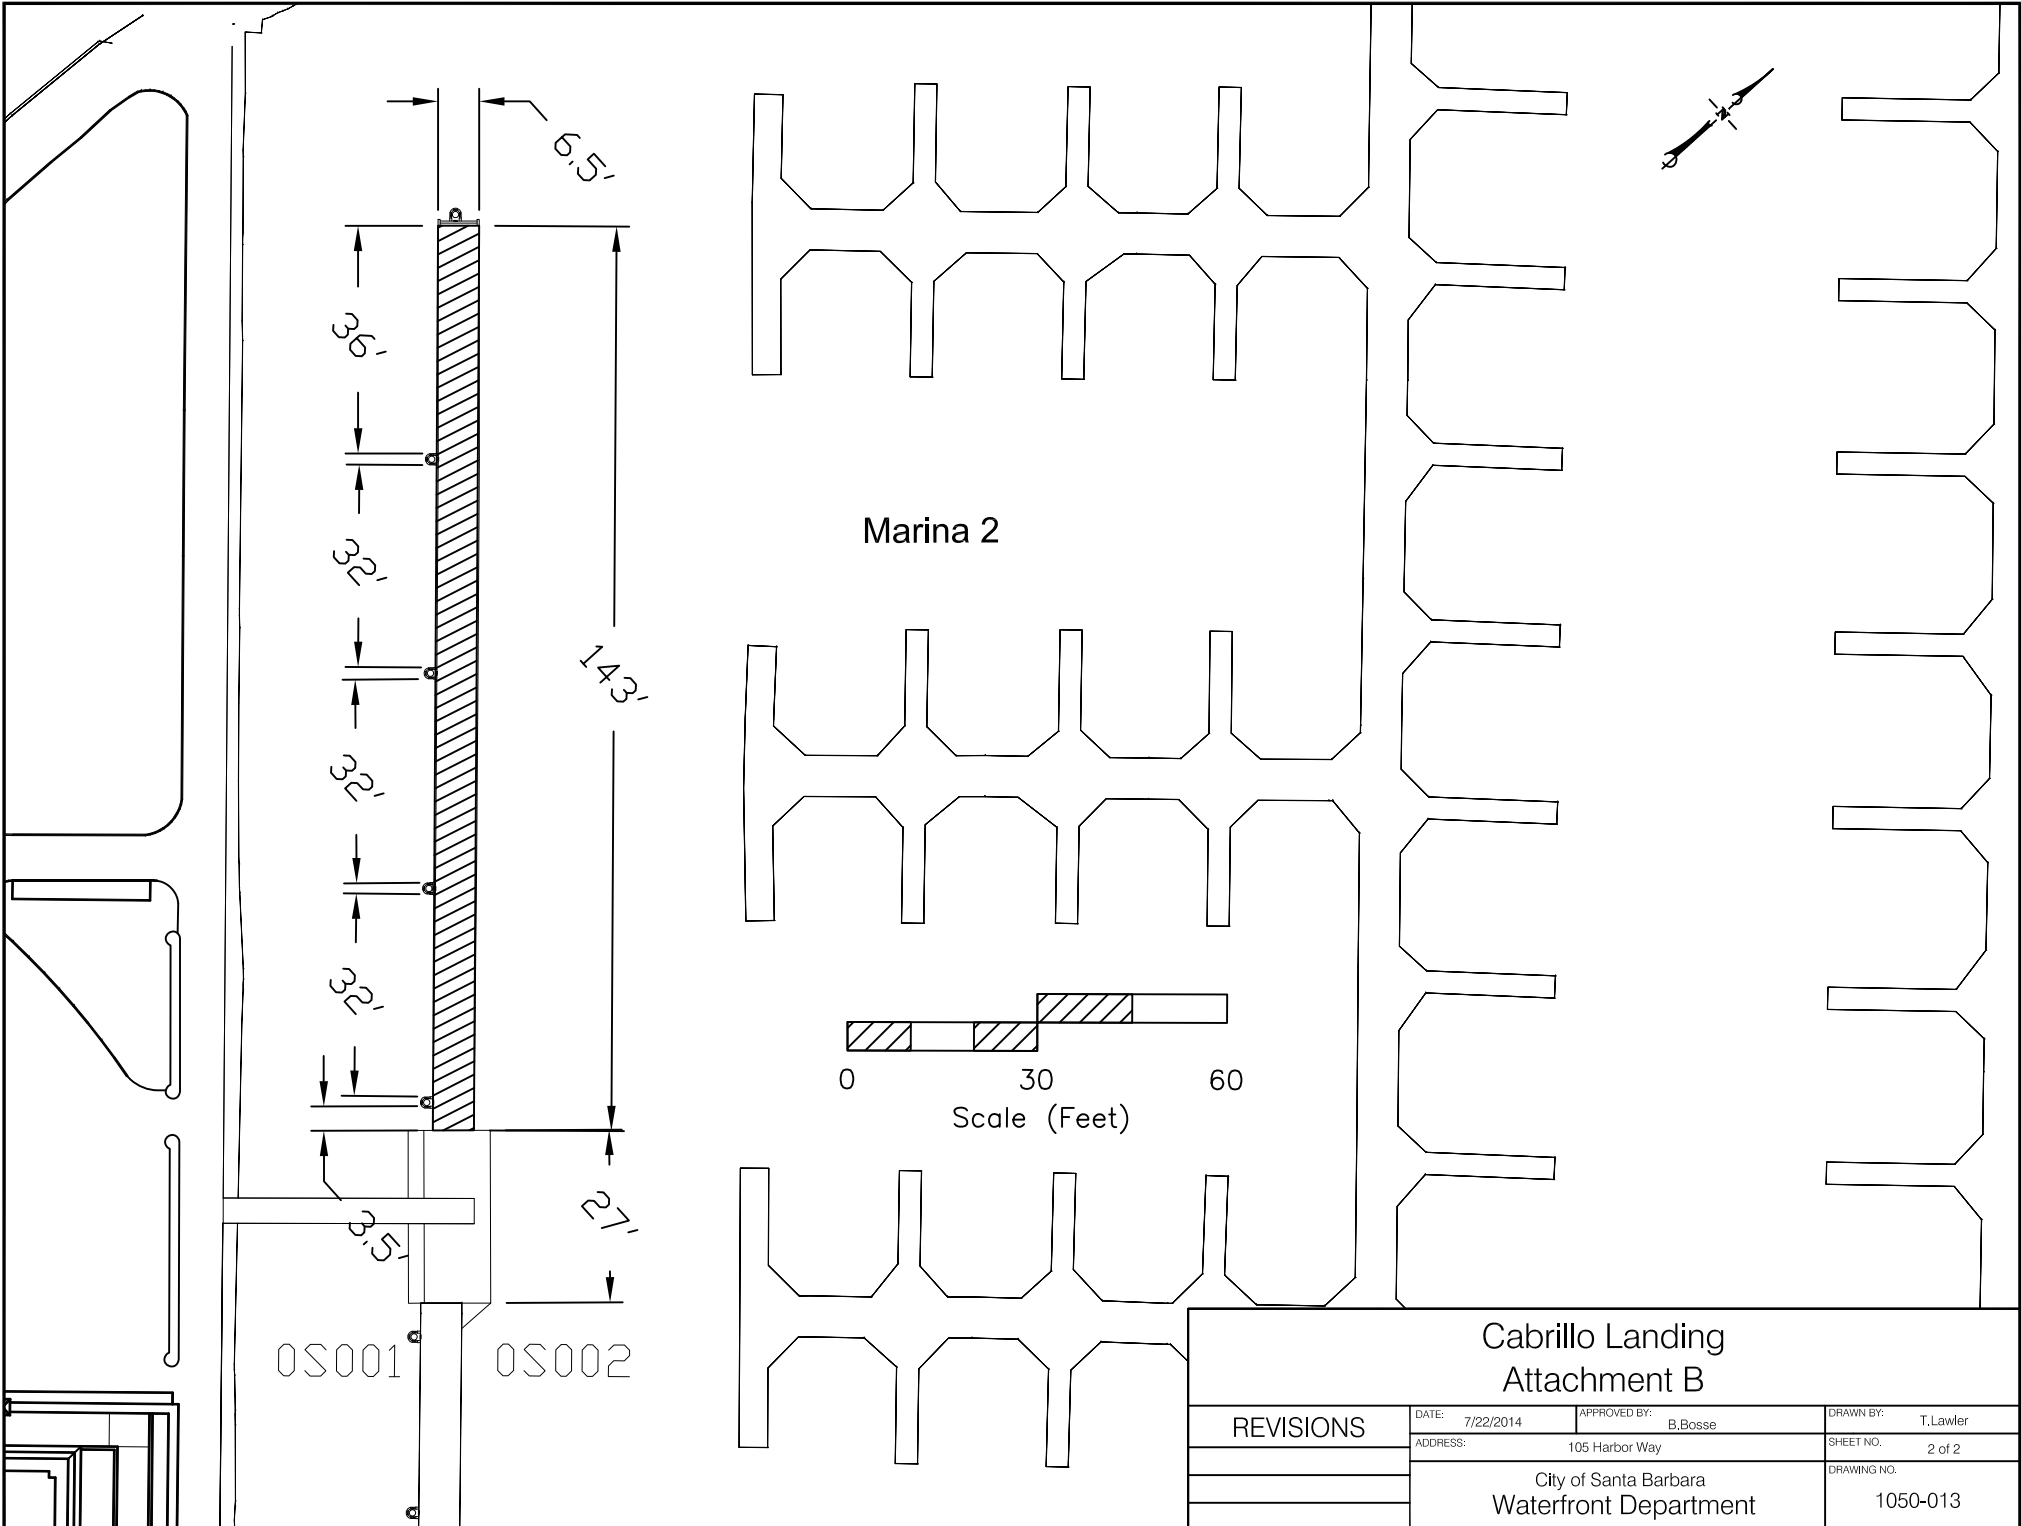 6.5'
36'
32'
143'
32'
32'
3.5'
27'
Marina 2
0 30 60
Scale (Feet)
OS001 OS002
N
Cabrillo Landing
Attachment B
REVISIONS
DATE: 7/22/2014
APPROVED BY: B.Bosse
DRAWN BY: T.Lawler
ADDRESS: 105 Harbor Way
SHEET NO. 2 of 2
City of Santa Barbara
Waterfront Department
DRAWING NO.
1050-013